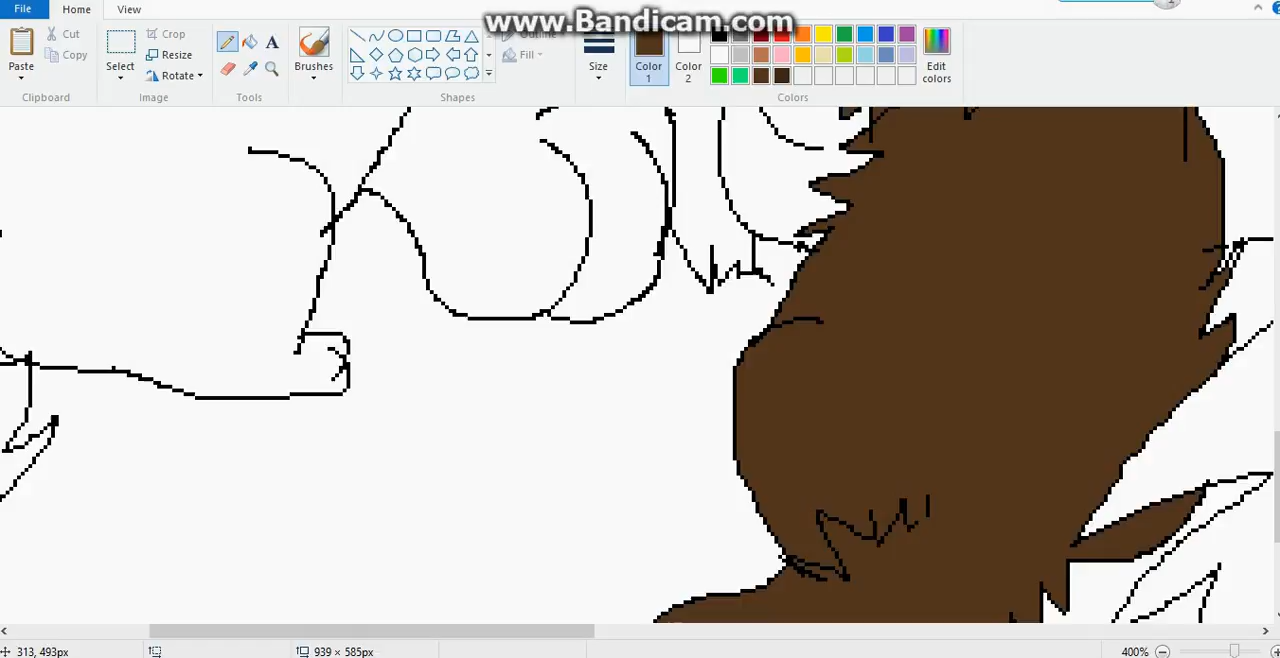 www.Bandicam.com
File
Home
View
Paste
Cut
Copy
Clipboard
Select
Crop
Resize
Rotate
Image
A
Tools
Brushes
Shapes
Outline
Fill
Size
Color
1
Color
2
Colors
Edit
colors
313, 493px
939 × 585px
400%